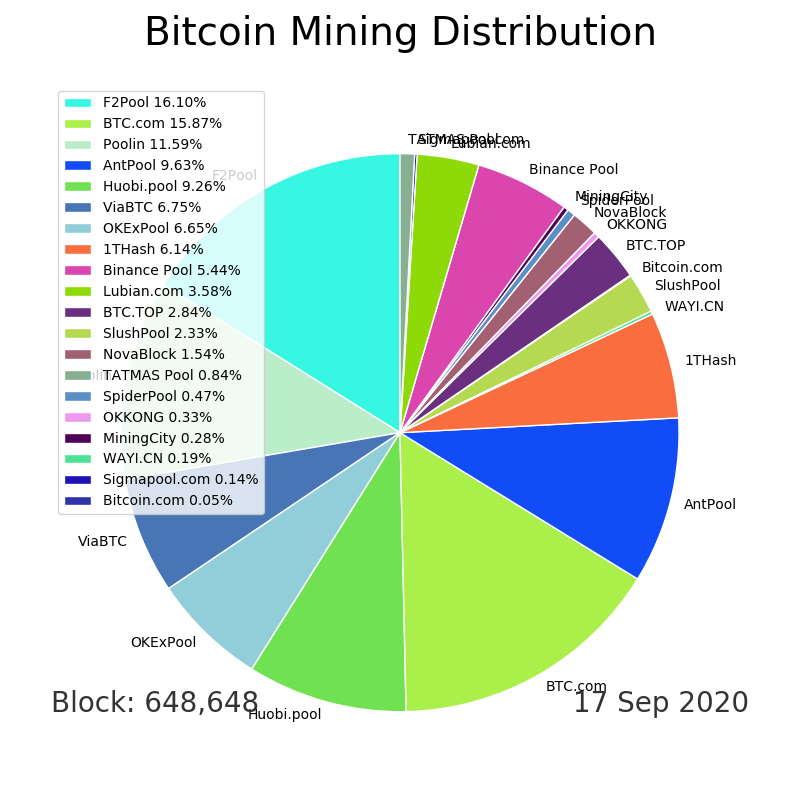 Bitcoin Mining Distribution
F2Pool 16.10%
BTC.com 15.87%
Poolin 11.59%
AntPool 9.63%
Huobi.pool 9.26%
ViaBTC 6.75%
OKExPool 6.65%
1THash 6.14%
Binance Pool 5.44%
Lubian.com 3.58%
BTC.TOP 2.84%
SlushPool 2.33%
NovaBlock 1.54%
TATMAS Pool 0.84%
SpiderPool 0.47%
OKKONG 0.33%
MiningCity 0.28%
WAYI.CN 0.19%
Sigmapool.com 0.14%
Bitcoin.com 0.05%
TATMAS Pool
Sigmapool.com
Lubian.com
Binance Pool
MiningCity
SpiderPool
NovaBlock
OKKONG
BTC.TOP
Bitcoin.com
SlushPool
WAYI.CN
1THash
AntPool
BTC.com
Huobi.pool
OKExPool
ViaBTC
Poolin
F2Pool
Block: 648,648
17 Sep 2020